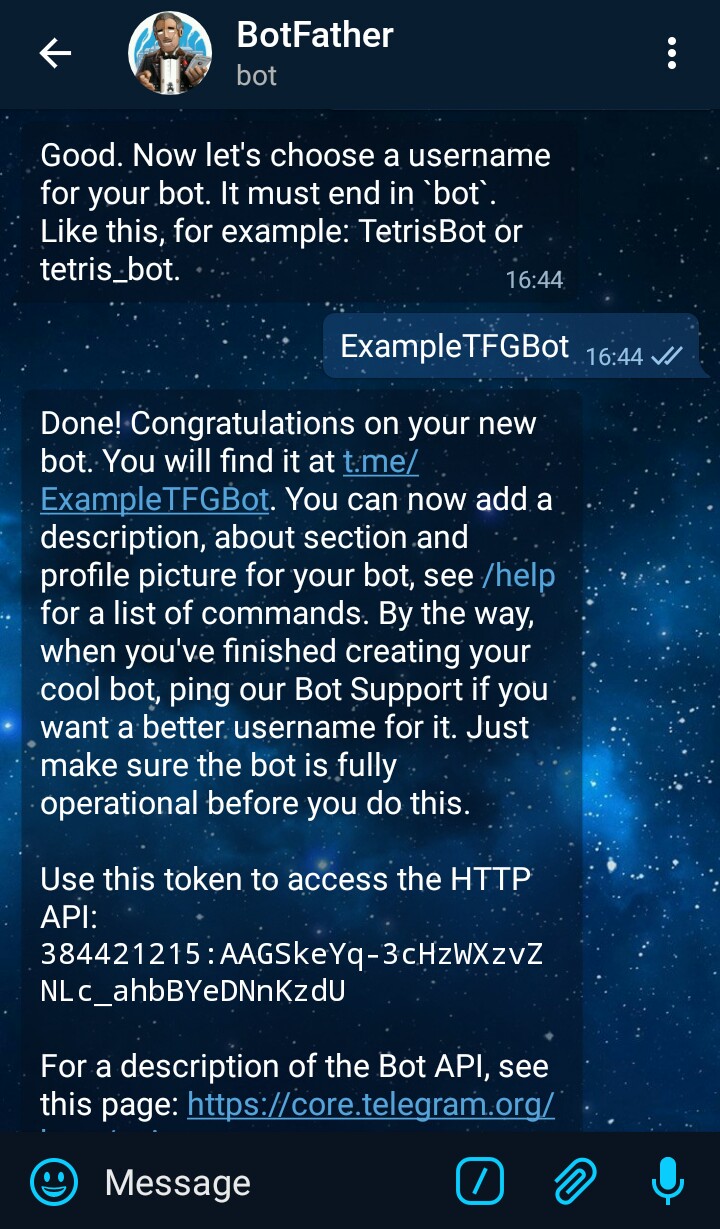 BotFather
bot
Good. Now let's choose a username
for your bot. It must end in `bot`.
Like this, for example: TetrisBot or
tetris_bot.
16:44
ExampleTFGBot 16:44
Done! Congratulations on your new
bot. You will find it at t.me/
ExampleTFGBot. You can now add a
description, about section and
profile picture for your bot, see /help
for a list of commands. By the way,
when you've finished creating your
cool bot, ping our Bot Support if you
want a better username for it. Just
make sure the bot is fully
operational before you do this.
Use this token to access the HTTP
API:
384421215:AAGSkeYq-3cHzWXzvZ
NLc_ahbBYeDNnKzdU
For a description of the Bot API, see
this page: https://core.telegram.org/
Message